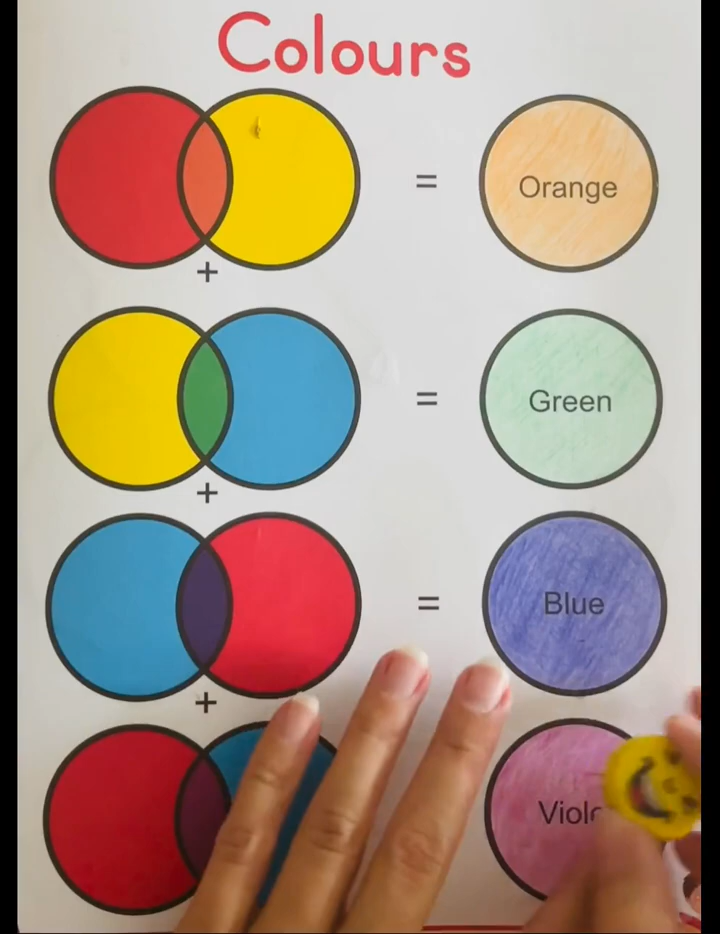 Colours
= Orange
+
= Green
+
= Blue
+